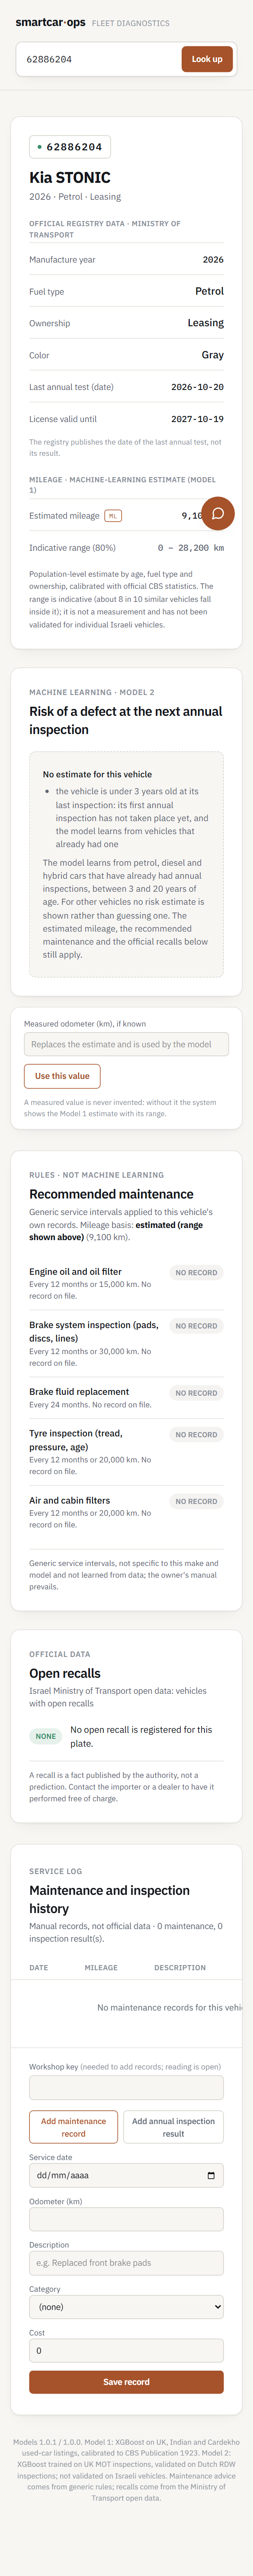 smartcar·ops FLEET DIAGNOSTICS
62886204
Look up
62886204
Kia STONIC
2026 · Petrol · Leasing
OFFICIAL REGISTRY DATA · MINISTRY OF
TRANSPORT
Manufacture year 2026
Fuel type Petrol
Ownership Leasing
Color Gray
Last annual test (date) 2026-10-20
License valid until 2027-10-19
The registry publishes the date of the last annual test, not
its result.
MILEAGE · MACHINE-LEARNING ESTIMATE (MODEL
1)
Estimated mileage ML
Indicative range (80%) 0 – 28,200 km
Population-level estimate by age, fuel type and
ownership, calibrated with official CBS statistics. The
range is indicative (about 8 in 10 similar vehicles fall
inside it); it is not a measurement and has not been
validated for individual Israeli vehicles.
MACHINE LEARNING · MODEL 2
Risk of a defect at the next annual
inspection
No estimate for this vehicle
• the vehicle is under 3 years old at its
last inspection: its first annual
inspection has not taken place yet, and
the model learns from vehicles that
already had one
The model learns from petrol, diesel and
hybrid cars that have already had annual
inspections, between 3 and 20 years of
age. For other vehicles no risk estimate is
shown rather than guessing one. The
estimated mileage, the recommended
maintenance and the official recalls below
still apply.
Measured odometer (km), if known
Replaces the estimate and is used by the model
Use this value
A measured value is never invented: without it the system
shows the Model 1 estimate with its range.
RULES · NOT MACHINE LEARNING
Recommended maintenance
Generic service intervals applied to this vehicle's
own records. Mileage basis: estimated (range
shown above) (9,100 km).
Engine oil and oil filter NO RECORD
Every 12 months or 15,000 km. No
record on file.
Brake system inspection (pads, NO RECORD
discs, lines)
Every 12 months or 30,000 km. No
record on file.
Brake fluid replacement NO RECORD
Every 24 months. No record on file.
Tyre inspection (tread, NO RECORD
pressure, age)
Every 12 months or 20,000 km. No
record on file.
Air and cabin filters NO RECORD
Every 12 months or 20,000 km. No
record on file.
Generic service intervals, not specific to this make and
model and not learned from data; the owner's manual
prevails.
OFFICIAL DATA
Open recalls
Israel Ministry of Transport open data: vehicles
with open recalls
NONE No open recall is registered for this
plate.
A recall is a fact published by the authority, not a
prediction. Contact the importer or a dealer to have it
performed free of charge.
SERVICE LOG
Maintenance and inspection
history
Manual records, not official data · 0 maintenance, 0
inspection result(s).
DATE MILEAGE DESCRIPTION
No maintenance records for this
Workshop key (needed to add records; reading is open)
Add maintenance
record
Add annual inspection
result
Service date
dd/mm/aaaa
Odometer (km)
Description
e.g. Replaced front brake pads
Category
(none)
Cost
0
Save record
Models 1.0.1 / 1.0.0. Model 1: XGBoost on UK, Indian and Cardekho
used-car listings, calibrated to CBS Publication 1923. Model 2:
XGBoost trained on UK MOT inspections, validated on Dutch RDW
inspections; not validated on Israeli vehicles. Maintenance advice
comes from generic rules; recalls come from the Ministry of
Transport open data.